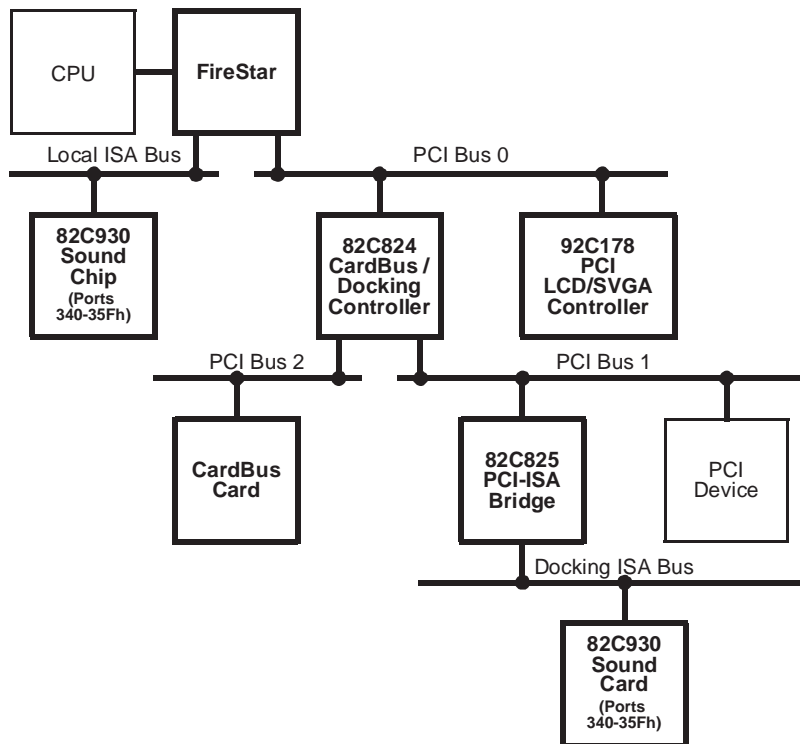 CPU
FireStar
Local ISA Bus
PCI Bus 0
82C930
Sound
Chip
(Ports
340-35Fh)
82C824
CardBus /
Docking
Controller
92C178
PCI
LCD/SVGA
Controller
PCI Bus 2
PCI Bus 1
CardBus
Card
82C825
PCI-ISA
Bridge
PCI
Device
Docking ISA Bus
82C930
Sound
Card
(Ports
340-35Fh)